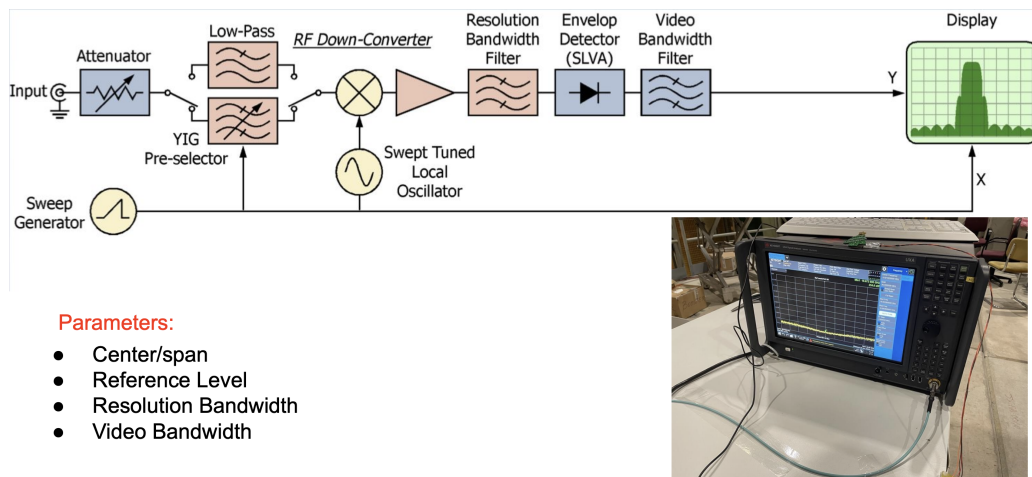 Low-Pass
RF Down-Converter
Resolution
Bandwidth
Filter
Envelop
Detector
(SLVA)
Video
Bandwidth
Filter
Display
Attenuator
Input
YIG
Pre-selector
Y
Swept Tuned
Local
Oscillator
X
Sweep
Generator
Parameters:
● Center/span
● Reference Level
● Resolution Bandwidth
● Video Bandwidth